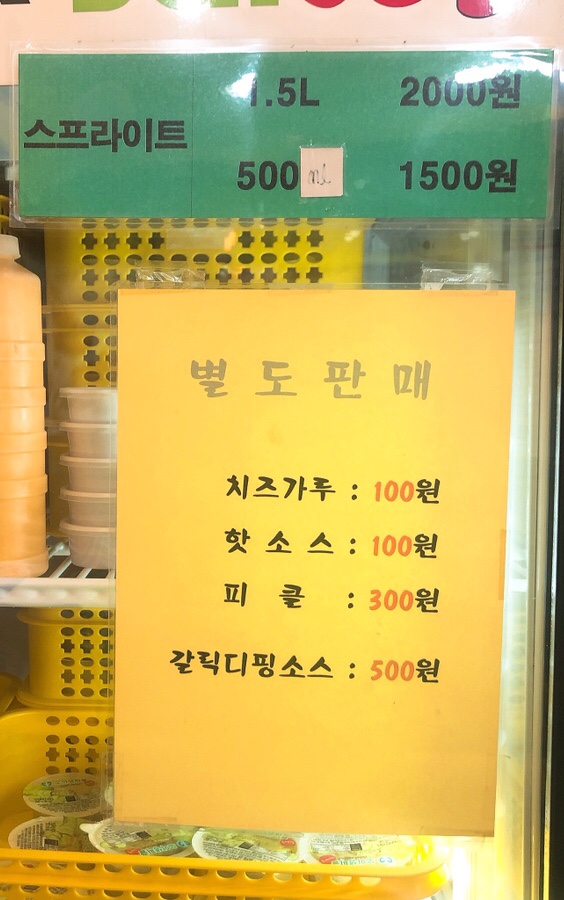 스프라이트
1.5L 2000원
500ml 1500원
별도판매
치즈가루 : 100원
핫소스 : 100원
피클 : 300원
갈릭디핑소스 : 500원